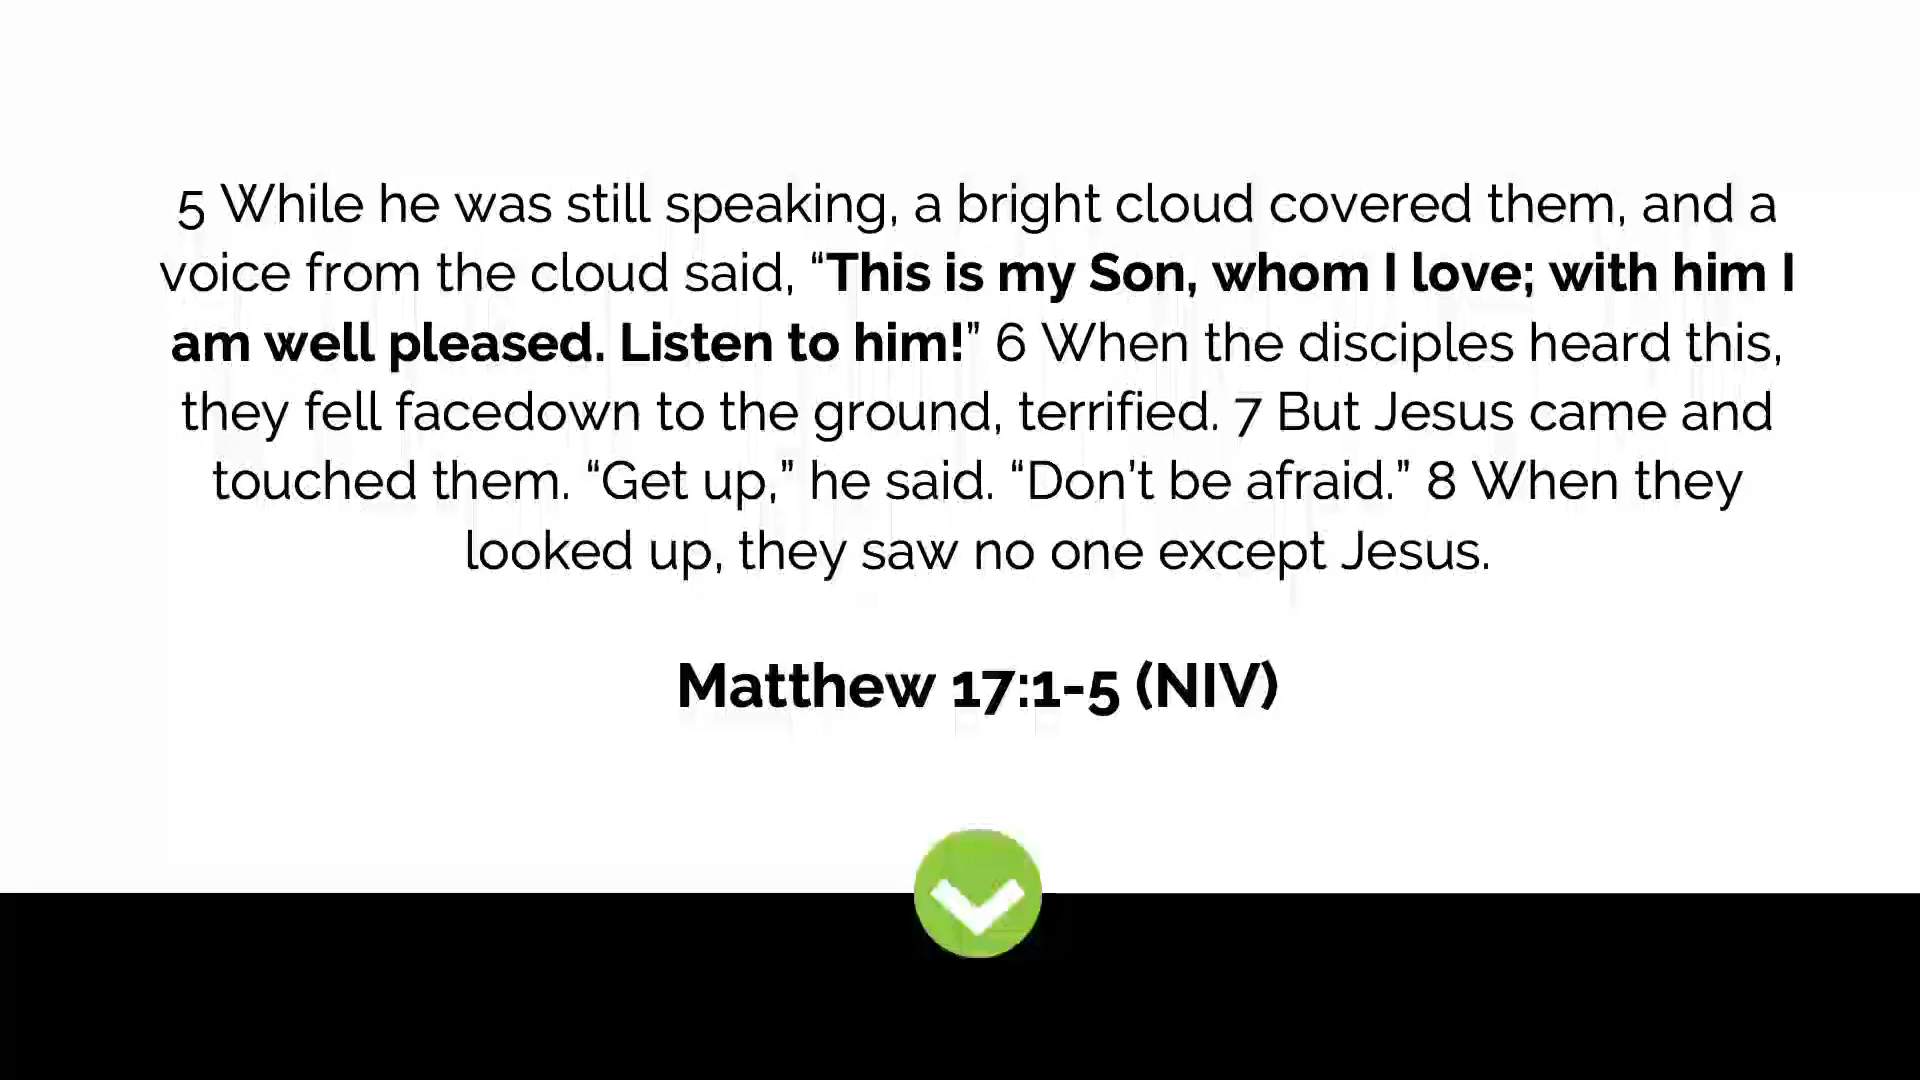 5 While he was still speaking, a bright cloud covered them, and a
voice from the cloud said, “This is my Son, whom I love; with him I
am well pleased. Listen to him!” 6 When the disciples heard this,
they fell facedown to the ground, terrified. 7 But Jesus came and
touched them. “Get up,” he said. “Don’t be afraid.” 8 When they
looked up, they saw no one except Jesus.
Matthew 17:1-5 (NIV)